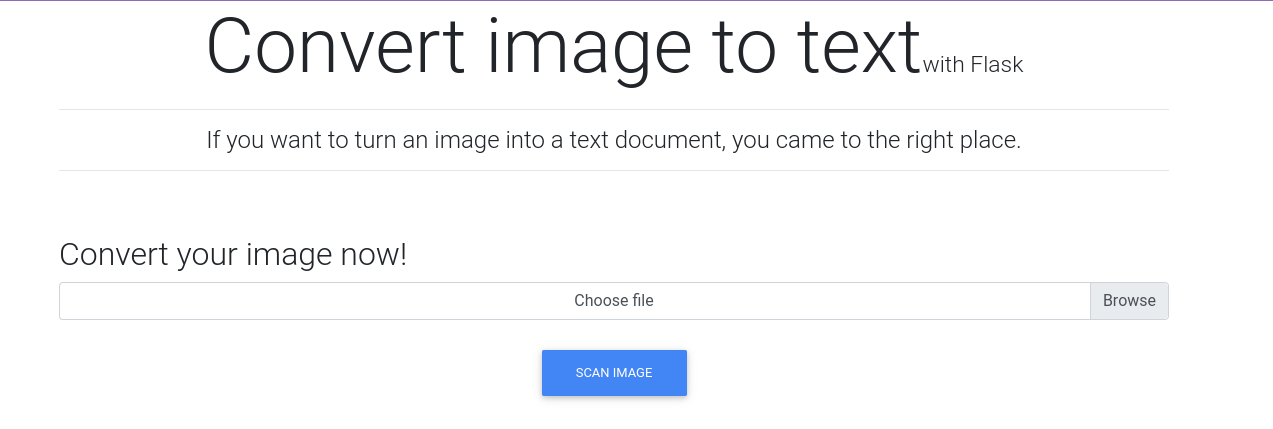 Convert image to text with Flask
If you want to turn an image into a text document, you came to the right place.
Convert your image now!
Choose file Browse
SCAN IMAGE